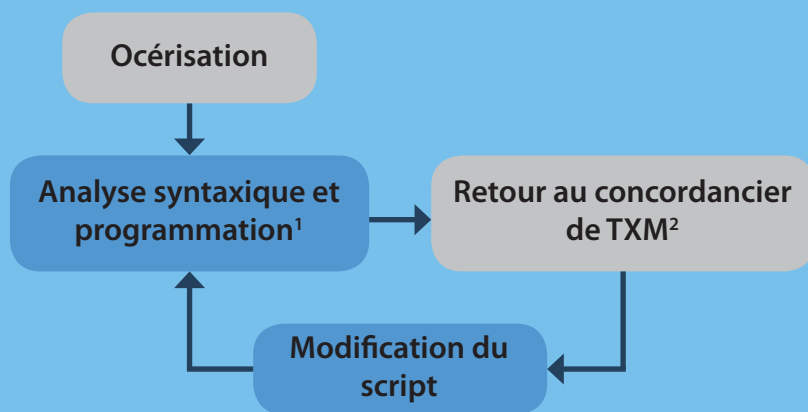 Océrisation
Analyse syntaxique et
programmation¹
Retour au concordancier
de TXM²
Modification du
script